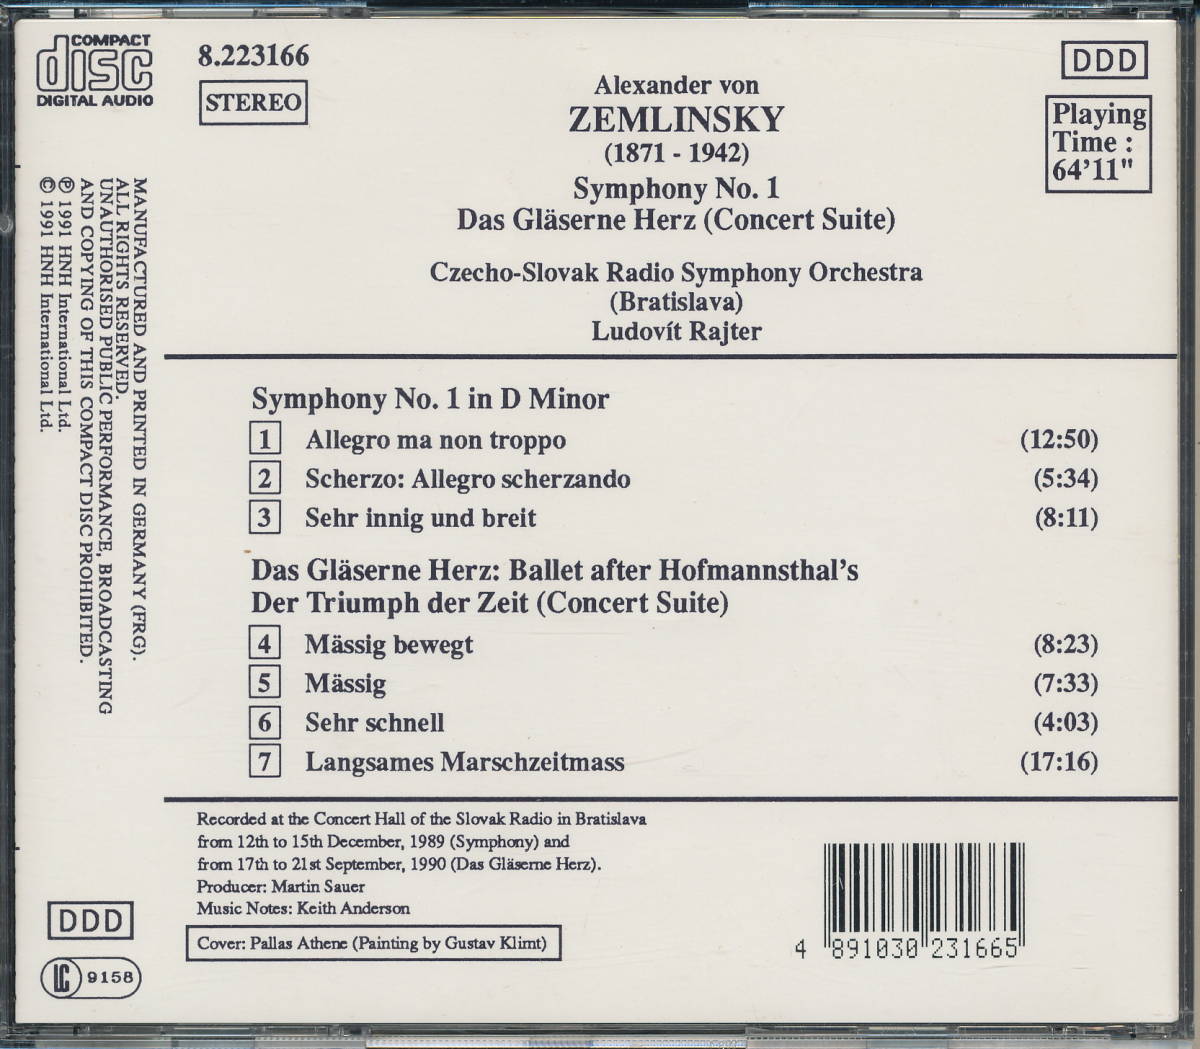 COMPACT
disc
DIGITAL AUDIO
8.223166
STEREO
DDD
Playing
Time :
64'11"
Alexander von
ZEMLINSKY
(1871 - 1942)
Symphony No. 1
Das Gläserne Herz (Concert Suite)
Czecho-Slovak Radio Symphony Orchestra
(Bratislava)
Ludovít Rajter
MANUFACTURED AND PRINTED IN GERMANY (FRG).
ALL RIGHTS RESERVED.
UNAUTHORISED PUBLIC PERFORMANCE, BROADCASTING
AND COPYING OF THIS COMPACT DISC PROHIBITED.
℗ 1991 HNH International Ltd.
© 1991 HNH International Ltd.
Symphony No. 1 in D Minor
1 Allegro ma non troppo (12:50)
2 Scherzo: Allegro scherzando (5:34)
3 Sehr innig und breit (8:11)
Das Gläserne Herz: Ballet after Hofmannsthal's
Der Triumph der Zeit (Concert Suite)
4 Mässig bewegt (8:23)
5 Mässig (7:33)
6 Sehr schnell (4:03)
7 Langsames Marschzeitmass (17:16)
Recorded at the Concert Hall of the Slovak Radio in Bratislava
from 12th to 15th December, 1989 (Symphony) and
from 17th to 21st September, 1990 (Das Gläserne Herz).
Producer: Martin Sauer
Music Notes: Keith Anderson
Cover: Pallas Athene (Painting by Gustav Klimt)
DDD
LC 9158
4 891030 231665